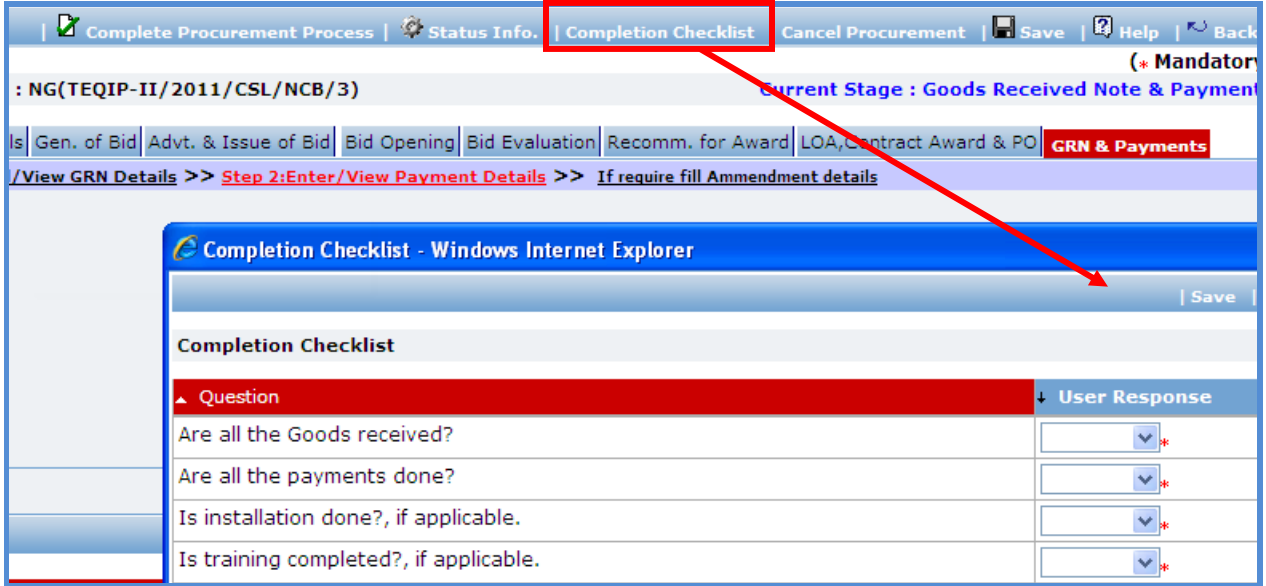 | Complete Procurement Process | Status Info. | Completion Checklist Cancel Procurement | Save | Help | Back
(* Mandatory
: NG(TEQIP-II/2011/CSL/NCB/3) Current Stage : Goods Received Note & Payment
ls Gen. of Bid Advt. & Issue of Bid Bid Opening Bid Evaluation Recomm. for Award LOA,Contract Award & PO GRN & Payments
/View GRN Details >> Step 2:Enter/View Payment Details >> If require fill Ammendment details
Completion Checklist - Windows Internet Explorer
| Save |
Completion Checklist
Question User Response
Are all the Goods received? *
Are all the payments done? *
Is installation done?, if applicable. *
Is training completed?, if applicable. *